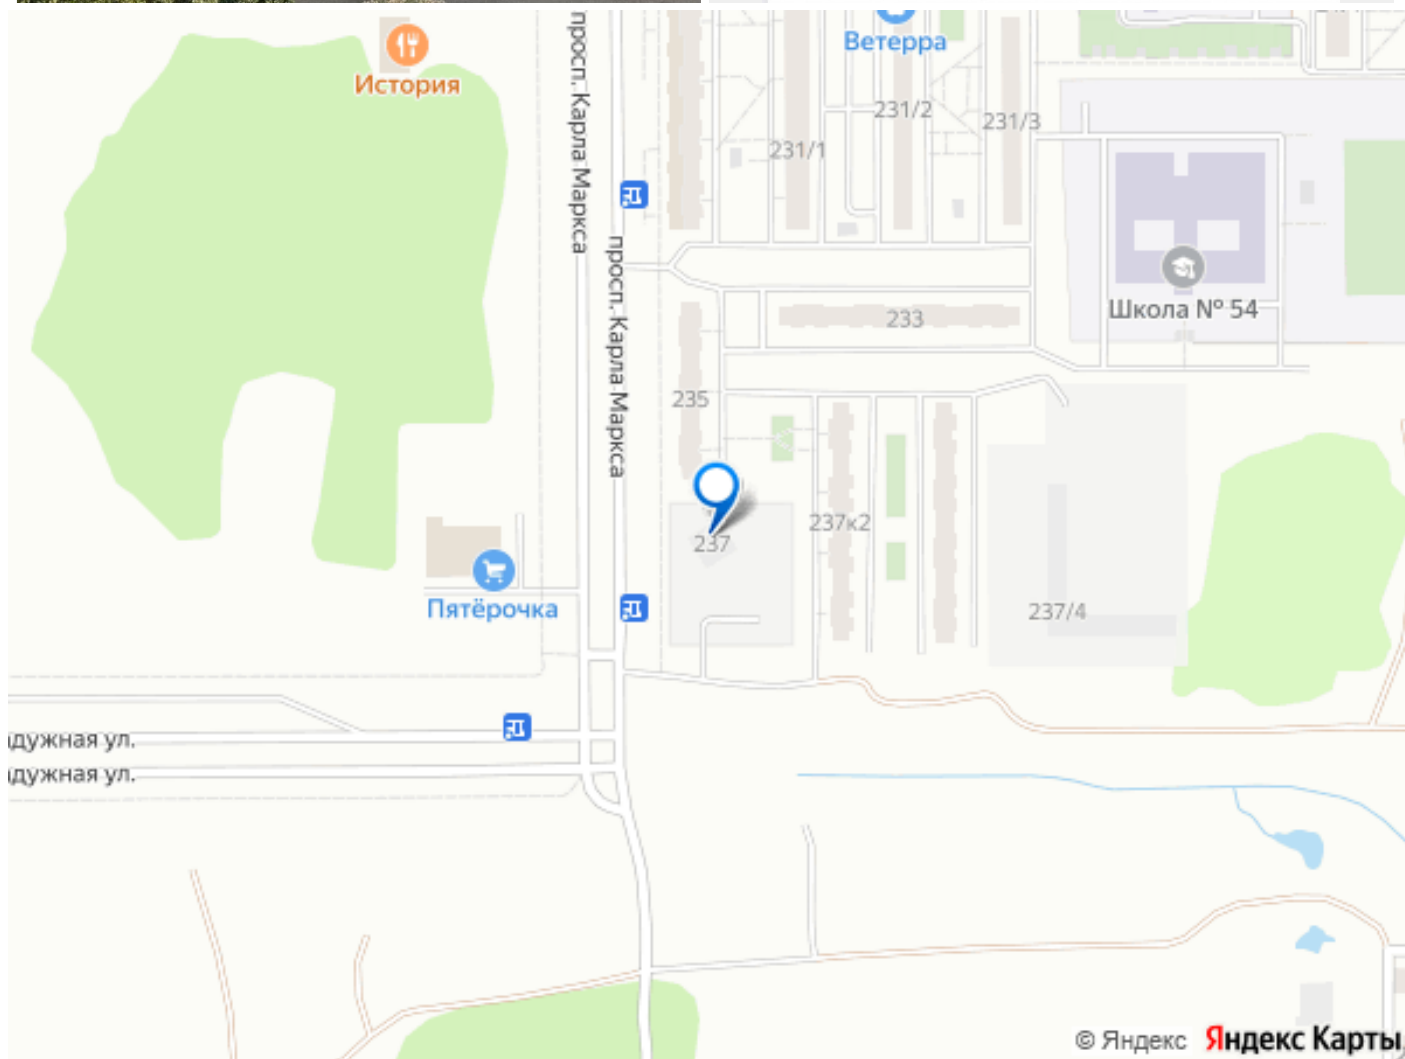 История
просп. Карла Маркса
просп. Карла Маркса
Ветерра
231/1
231/2
231/3
Школа № 54
233
235
237
237к2
237/4
Пятёрочка
дужная ул.
дужная ул.
© Яндекс Яндекс Карты